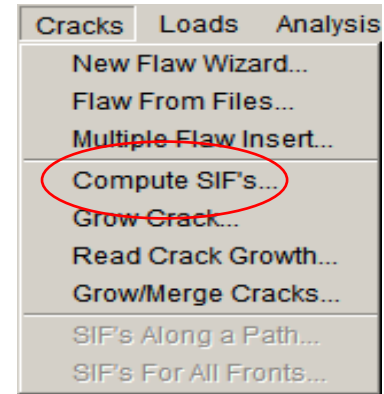 Cracks Loads Analysis
New Flaw Wizard...
Flaw From Files...
Multiple Flaw Insert...
Compute SIF's...
Grow Crack...
Read Crack Growth...
Grow/Merge Cracks...
SIF's Along a Path...
SIF's For All Fronts...